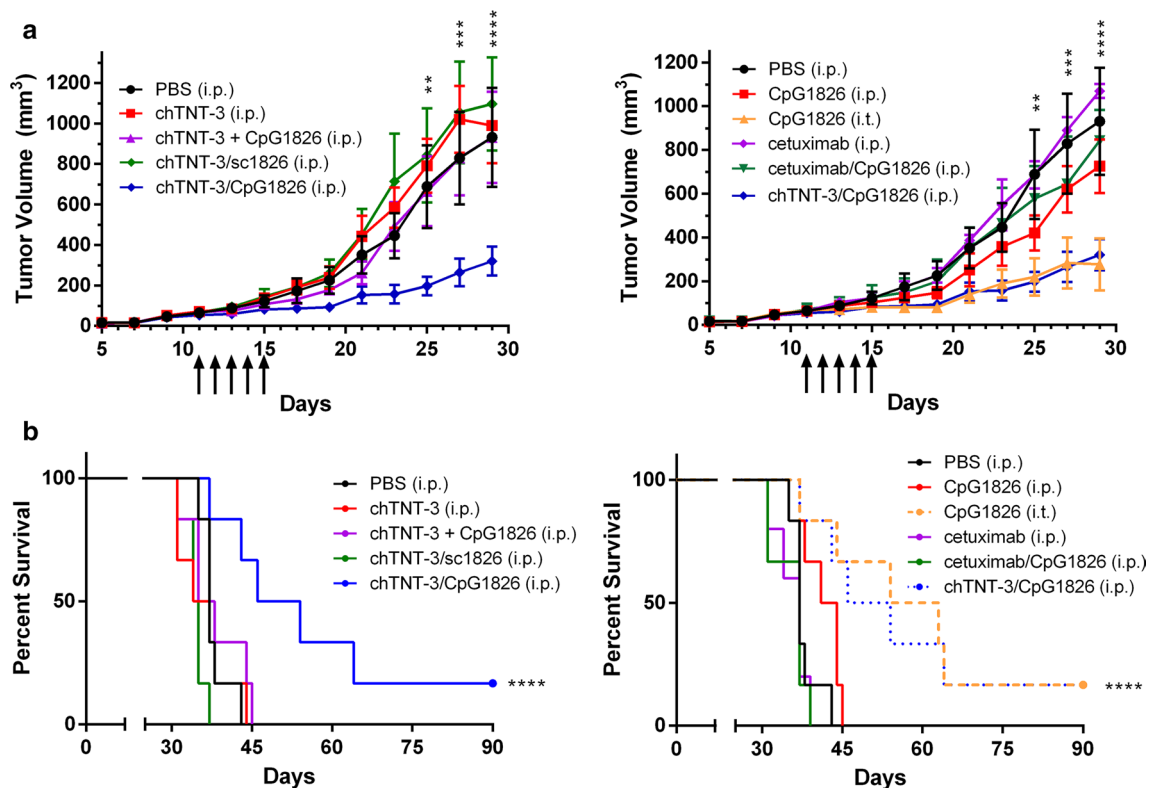 a
Tumor Volume (mm³)
1200
1000
800
600
400
200
0
5
10
15
20
25
30
Days
PBS (i.p.)
chTNT-3 (i.p.)
chTNT-3 + CpG1826 (i.p.)
chTNT-3/sc1826 (i.p.)
chTNT-3/CpG1826 (i.p.)
**
***
****
Tumor Volume (mm³)
1200
1000
800
600
400
200
0
5
10
15
20
25
30
Days
PBS (i.p.)
CpG1826 (i.p.)
CpG1826 (i.t.)
cetuximab (i.p.)
cetuximab/CpG1826 (i.p.)
chTNT-3/CpG1826 (i.p.)
**
***
****
b
Percent Survival
100
50
0
0
30
45
60
75
90
Days
PBS (i.p.)
chTNT-3 (i.p.)
chTNT-3 + CpG1826 (i.p.)
chTNT-3/sc1826 (i.p.)
chTNT-3/CpG1826 (i.p.)
****
Percent Survival
100
50
0
0
30
45
60
75
90
Days
PBS (i.p.)
CpG1826 (i.p.)
CpG1826 (i.t.)
cetuximab (i.p.)
cetuximab/CpG1826 (i.p.)
chTNT-3/CpG1826 (i.p.)
****